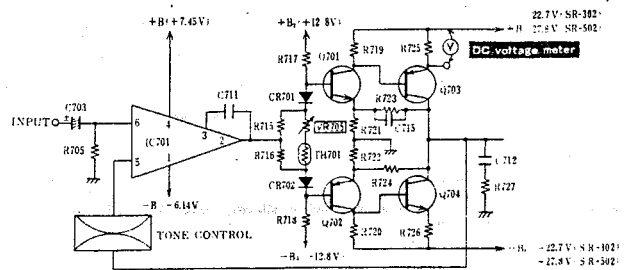 +B (+7.45V)
+B₂(+12.8V)
22.7V (SR-302)
+B₁ 27.8V (SR-502)
DC voltage meter
V
R717
Q701
R719
R725
Q703
CR701
R723
C715
VR703
R721
TH701
R722
R724
CR702
Q702
Q704
R718
R720
R726
C711
R715
R716
C703
INPUT
6
4
3
2
IC701
5
1
R705
-B (-6.14V)
TONE CONTROL
-B₂(-12.8V)
C712
R727
-B₁ -22.7V (SR-302)
-27.8V (SR-502)